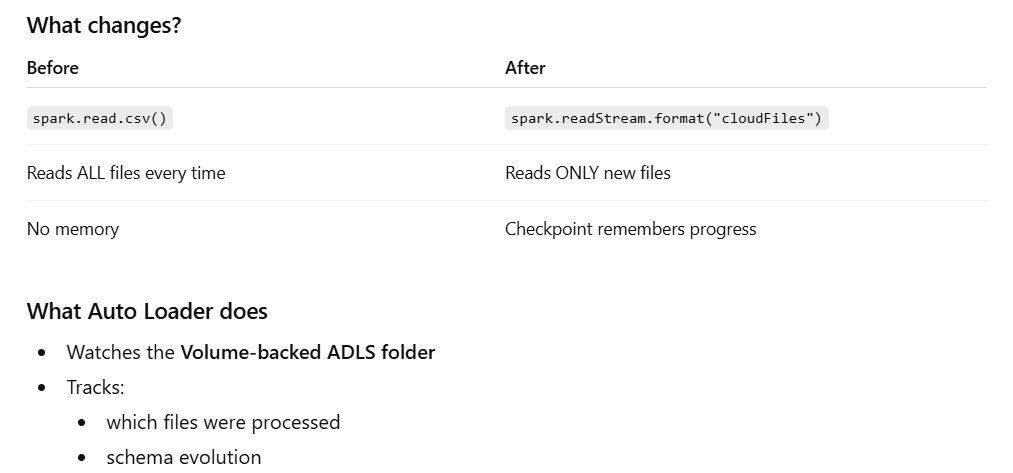 What changes?
Before After
spark.read.csv() spark.readStream.format("cloudFiles")
Reads ALL files every time Reads ONLY new files
No memory Checkpoint remembers progress
What Auto Loader does
• Watches the Volume-backed ADLS folder
• Tracks:
• which files were processed
• schema evolution